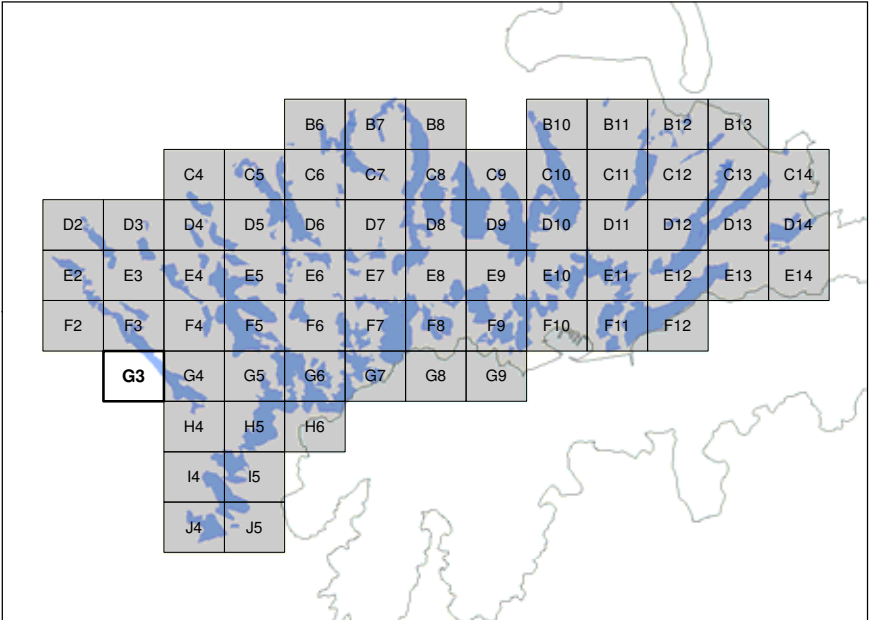 B6 B7 B8 B10 B11 B12 B13
C4 C5 C6 C7 C8 C9 C10 C11 C12 C13 C14
D2 D3 D4 D5 D6 D7 D8 D9 D10 D11 D12 D13 D14
E2 E3 E4 E5 E6 E7 E8 E9 E10 E11 E12 E13 E14
F2 F3 F4 F5 F6 F7 F8 F9 F10 F11 F12
G3 G4 G5 G6 G7 G8 G9
H4 H5 H6
I4 I5
J4 J5